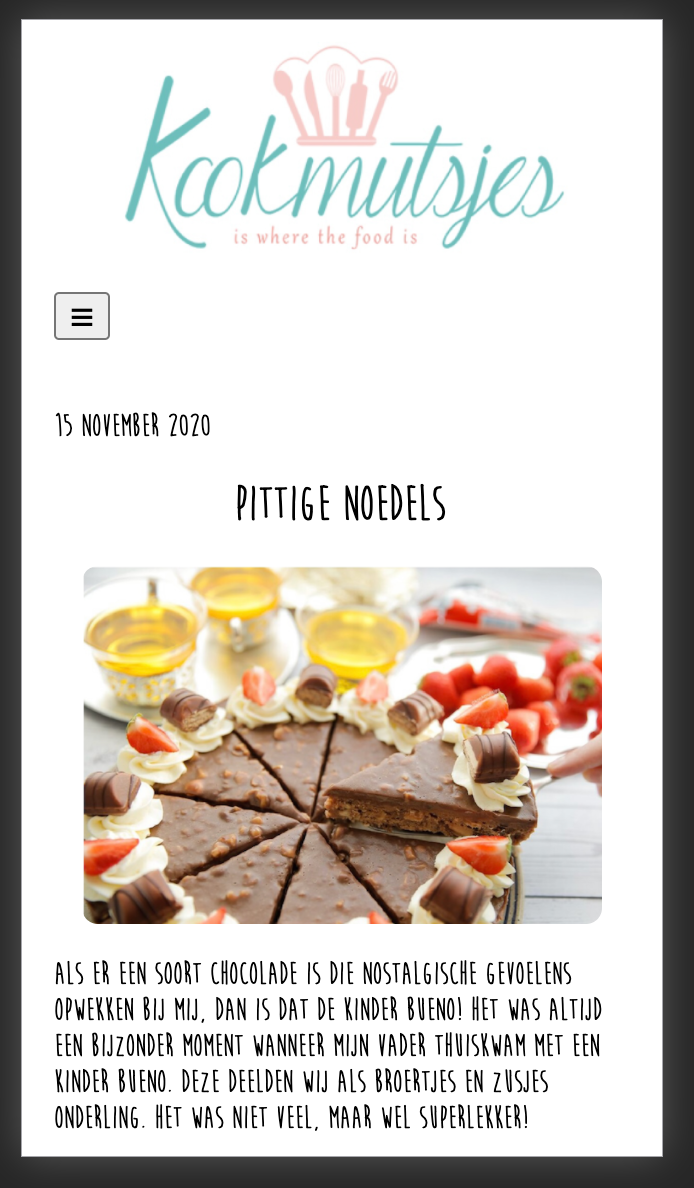 Kookmutsjes
is where the food is
15 NOVEMBER 2020
PITTIGE NOEDELS
ALS ER EEN SOORT CHOCOLADE IS DIE NOSTALGISCHE GEVOELENS
OPWEKKEN BIJ MIJ, DAN IS DAT DE KINDER BUENO! HET WAS ALTIJD
EEN BIJZONDER MOMENT WANNEER MIJN VADER THUISKWAM MET EEN
KINDER BUENO. DEZE DEELDEN WIJ ALS BROERTJES EN ZUSJES
ONDERLING. HET WAS NIET VEEL, MAAR WEL SUPERLEKKER!